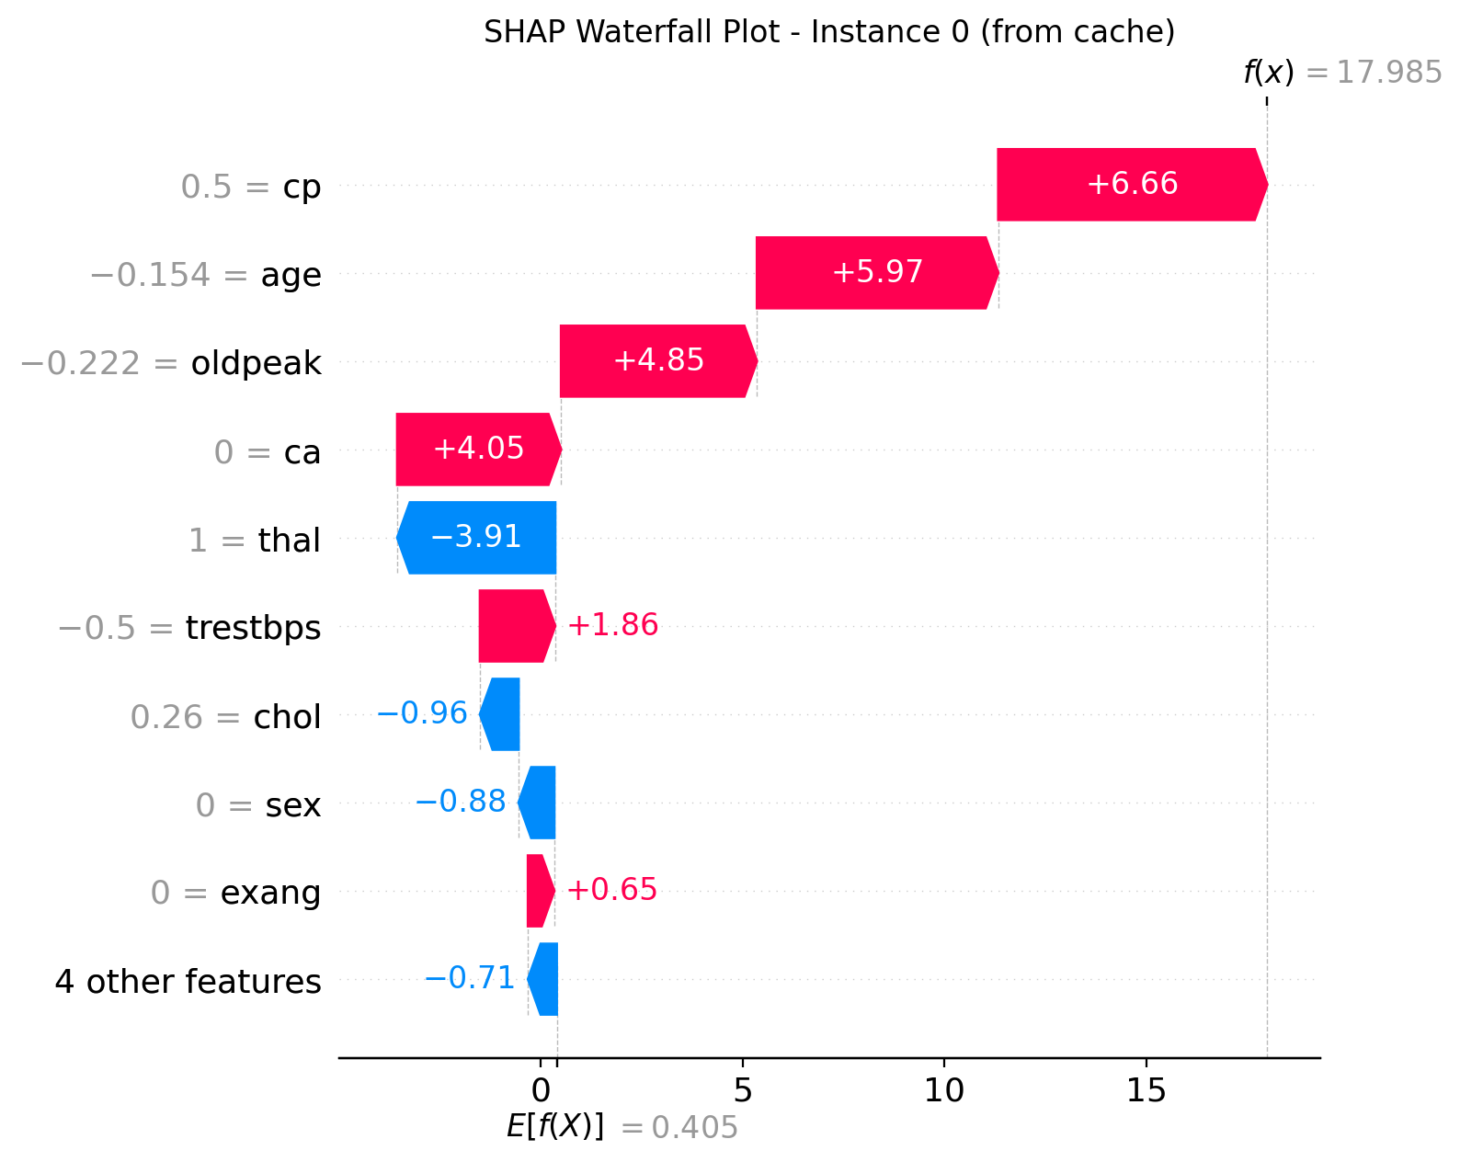 SHAP Waterfall Plot - Instance 0 (from cache)
f(x) = 17.985
0.5 = cp
+6.66
−0.154 = age
+5.97
−0.222 = oldpeak
+4.85
0 = ca
+4.05
1 = thal
−3.91
−0.5 = trestbps
+1.86
0.26 = chol
−0.96
0 = sex
−0.88
0 = exang
+0.65
4 other features
−0.71
0 5 10 15
E[f(X)] = 0.405